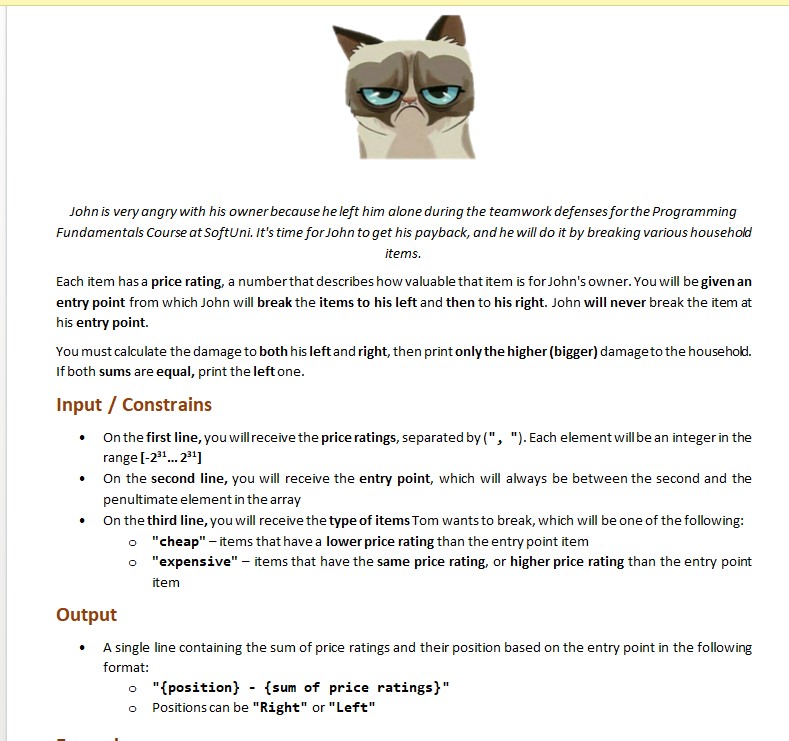 John is very angry with his owner because he left him alone during the teamwork defenses for the Programming
Fundamentals Course at SoftUni. It's time for John to get his payback, and he will do it by breaking various household
items.
Each item has a price rating, a number that describes how valuable that item is for John's owner. You will be given an
entry point from which John will break the items to his left and then to his right. John will never break the item at
his entry point.
You must calculate the damage to both his left and right, then print only the higher (bigger) damage to the household.
If both sums are equal, print the left one.
Input / Constrains
• On the first line, you will receive the price ratings, separated by (", "). Each element will be an integer in the
range [-2³¹... 2³¹]
• On the second line, you will receive the entry point, which will always be between the second and the
penultimate element in the array
• On the third line, you will receive the type of items Tom wants to break, which will be one of the following:
o "cheap" – items that have a lower price rating than the entry point item
o "expensive" – items that have the same price rating, or higher price rating than the entry point
item
Output
• A single line containing the sum of price ratings and their position based on the entry point in the following
format:
o "{position} - {sum of price ratings}"
o Positions can be "Right" or "Left"